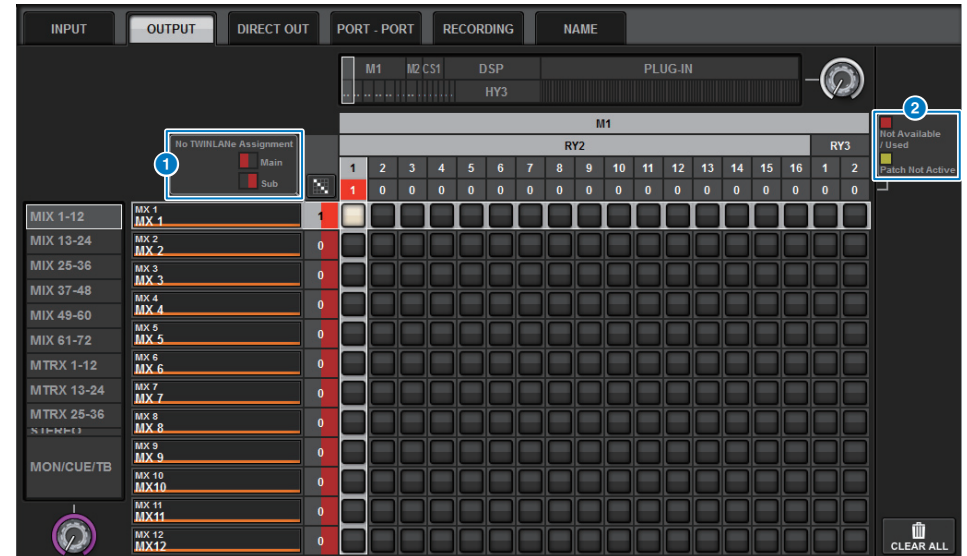 INPUT OUTPUT DIRECT OUT PORT - PORT RECORDING NAME
M1 M2 CS1 DSP PLUG-IN
HY3
2
M1
Not Available
/ Used
Patch Not Active
No TWINLANe Assignment
1
Main
Sub
RY2 RY3
1 2 3 4 5 6 7 8 9 10 11 12 13 14 15 16 1 2
1 0 0 0 0 0 0 0 0 0 0 0 0 0 0 0 0 0
MIX 1-12
MIX 13-24
MIX 25-36
MIX 37-48
MIX 49-60
MIX 61-72
MTRX 1-12
MTRX 13-24
MTRX 25-36
STEREO
MON/CUE/TB
MX 1
MX 1 1
MX 2
MX 2 0
MX 3
MX 3 0
MX 4
MX 4 0
MX 5
MX 5 0
MX 6
MX 6 0
MX 7
MX 7 0
MX 8
MX 8 0
MX 9
MX 9 0
MX 10
MX10 0
MX 11
MX11 0
MX 12
MX12 0
CLEAR ALL